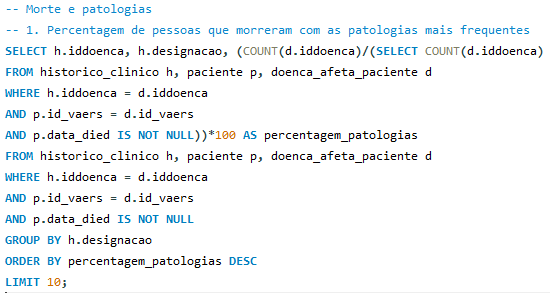 -- Morte e patologias
-- 1. Percentagem de pessoas que morreram com as patologias mais frequentes
SELECT h.iddoenca, h.designacao, (COUNT(d.iddoenca)/(SELECT COUNT(d.iddoenca)
FROM historico_clinico h, paciente p, doenca_afeta_paciente d
WHERE h.iddoenca = d.iddoenca
AND p.id_vaers = d.id_vaers
AND p.data_died IS NOT NULL))*100 AS percentagem_patologias
FROM historico_clinico h, paciente p, doenca_afeta_paciente d
WHERE h.iddoenca = d.iddoenca
AND p.id_vaers = d.id_vaers
AND p.data_died IS NOT NULL
GROUP BY h.designacao
ORDER BY percentagem_patologias DESC
LIMIT 10;